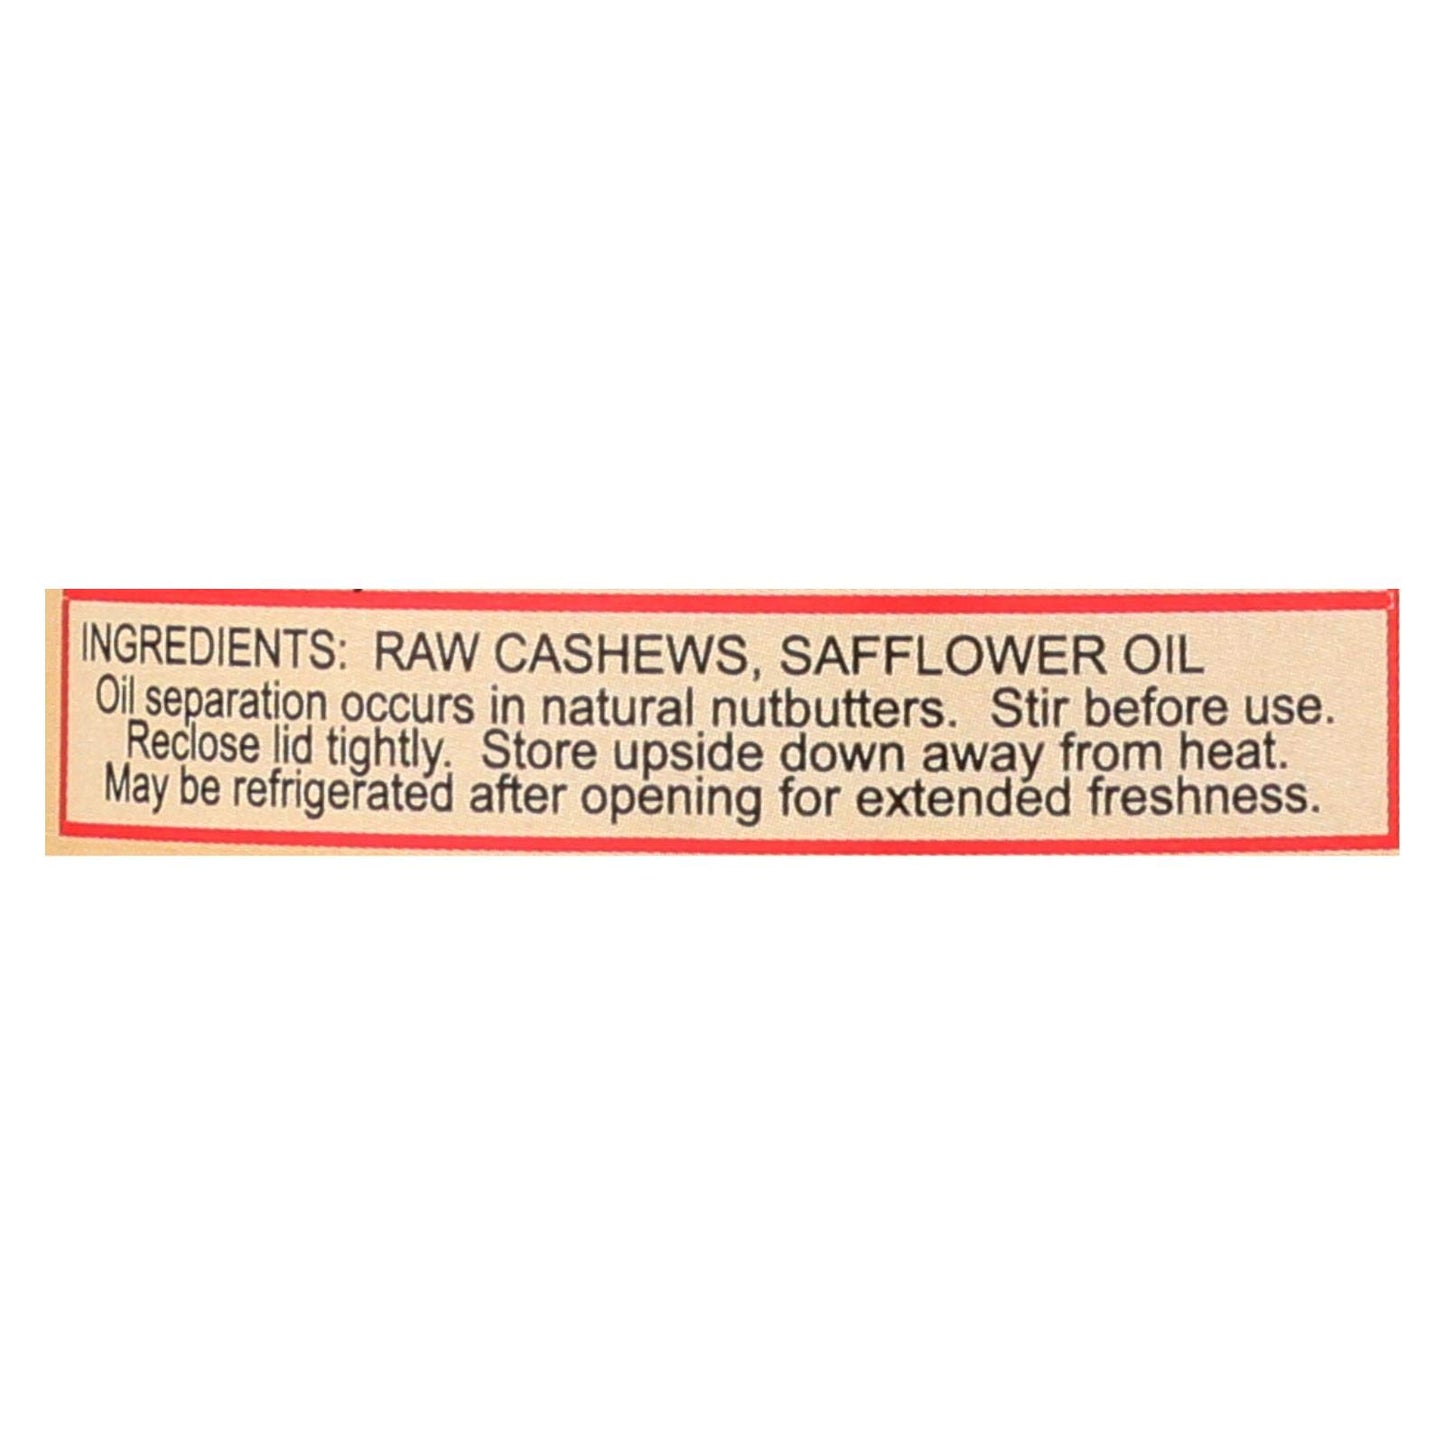 INGREDIENTS: RAW CASHEWS, SAFFLOWER OIL
Oil separation occurs in natural nutbutters. Stir before use.
Reclose lid tightly. Store upside down away from heat.
May be refrigerated after opening for extended freshness.